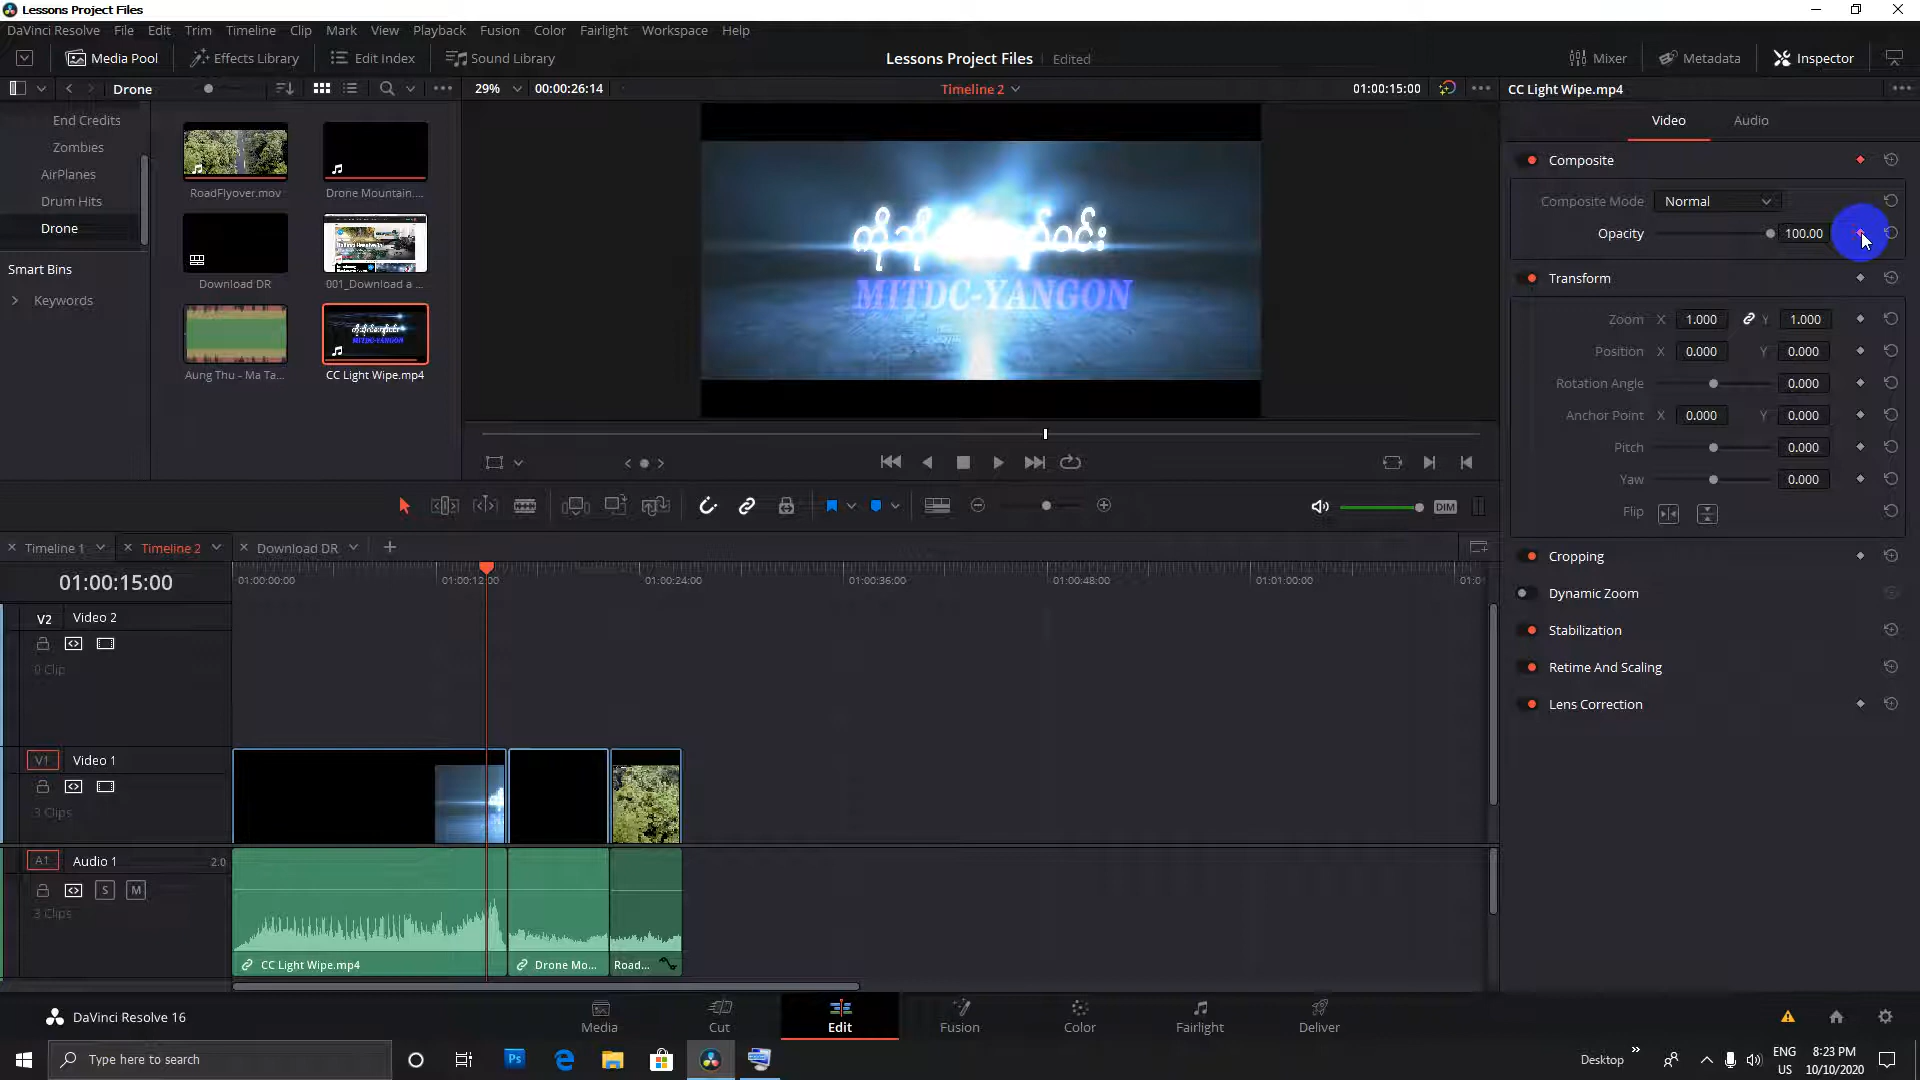 Lessons Project Files
DaVinci Resolve File Edit Trim Timeline Clip Mark View Playback Fusion Color Fairlight Workspace Help
Media Pool Effects Library Edit Index Sound Library Lessons Project Files Edited Mixer Metadata Inspector
Drone 29% 00:00:26:14 Timeline 2 01:00:15:00 CC Light Wipe.mp4
End Credits
Zombies
AirPlanes
Drum Hits
Drone
Smart Bins
Keywords
RoadFlyover.mov Drone Mountain....
Download DR 001_Download a ...
Aung Thu - Ma Ta... CC Light Wipe.mp4
MITDC-YANGON
Video Audio
Composite
Composite Mode Normal
Opacity 100.00
Transform
Zoom X 1.000 Y 1.000
Position X 0.000 Y 0.000
Rotation Angle 0.000
Anchor Point X 0.000 Y 0.000
Pitch 0.000
Yaw 0.000
Flip
Cropping
Dynamic Zoom
Stabilization
Retime And Scaling
Lens Correction
DIM
Timeline 1 Timeline 2 Download DR
01:00:15:00 01:00:00:00 01:00:12:00 01:00:24:00 01:00:36:00 01:00:48:00 01:01:00:00 01:0
V2 Video 2
0 Clip
V1 Video 1
3 Clips
A1 Audio 1 2.0
S M
3 Clips
CC Light Wipe.mp4 Drone Mo... Road...
DaVinci Resolve 16
Media Cut Edit Fusion Color Fairlight Deliver
Type here to search Ps Desktop ENG US 8:23 PM 10/10/2020